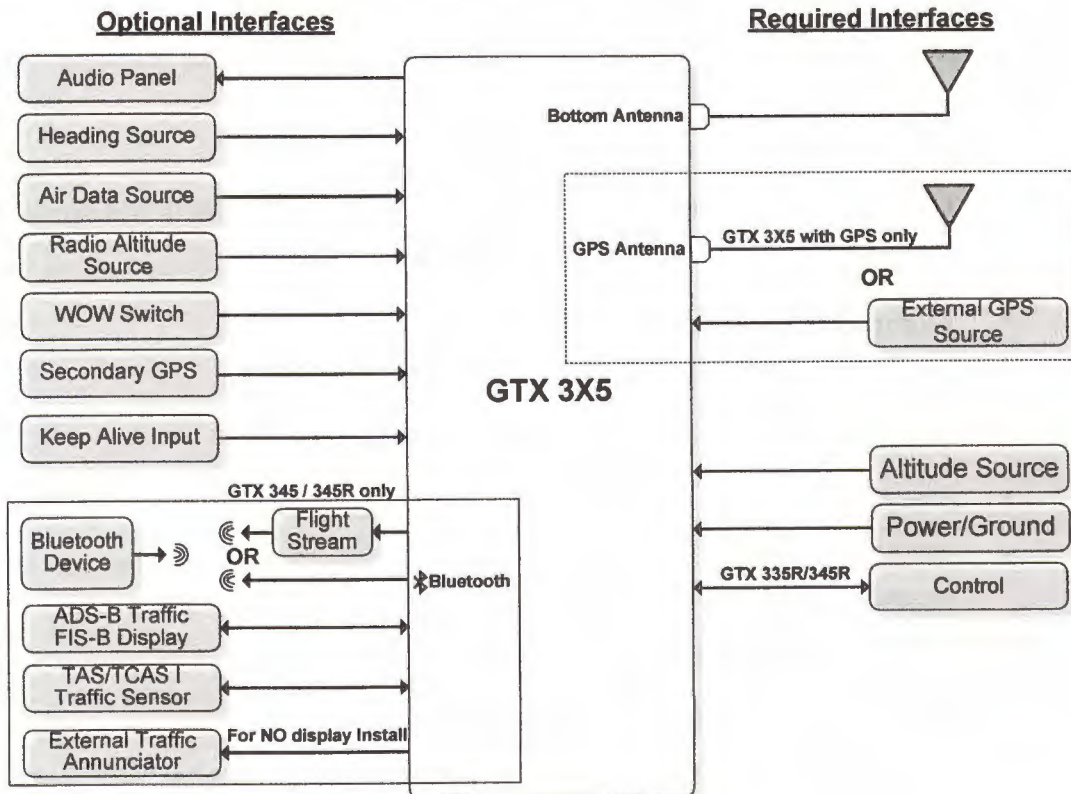 Optional Interfaces
Required Interfaces
Audio Panel
Heading Source
Air Data Source
Radio Altitude
Source
WOW Switch
Secondary GPS
Keep Alive Input
GTX 345 / 345R only
Bluetooth
Device
Flight
Stream
OR
Bluetooth
ADS-B Traffic
FIS-B Display
TAS/TCAS I
Traffic Sensor
External Traffic
Annunciator
For NO display Install
GTX 3X5
Bottom Antenna
GPS Antenna
GTX 3X5 with GPS only
OR
External GPS
Source
Altitude Source
Power/Ground
GTX 335R/345R
Control